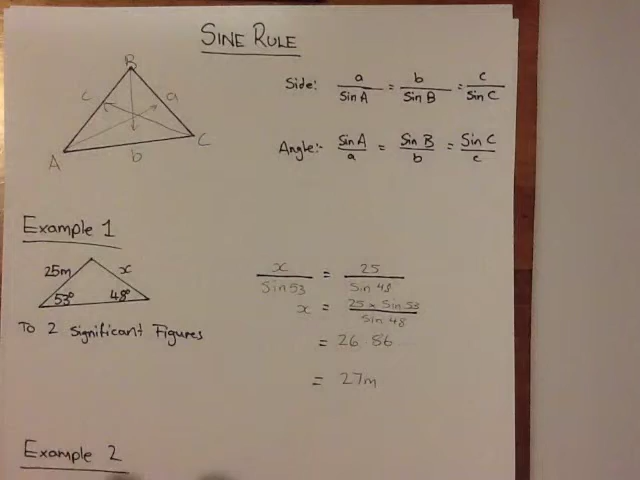 SINE RULE
B
c
a
A
b
C
Side: a/Sin A = b/Sin B = c/Sin C
Angle:- Sin A/a = Sin B/b = Sin C/c
Example 1
25m
x
53°
48°
To 2 Significant Figures
x/Sin 53 = 25/Sin 48
x = 25 × Sin 53/Sin 48
= 26 86
= 27m
Example 2